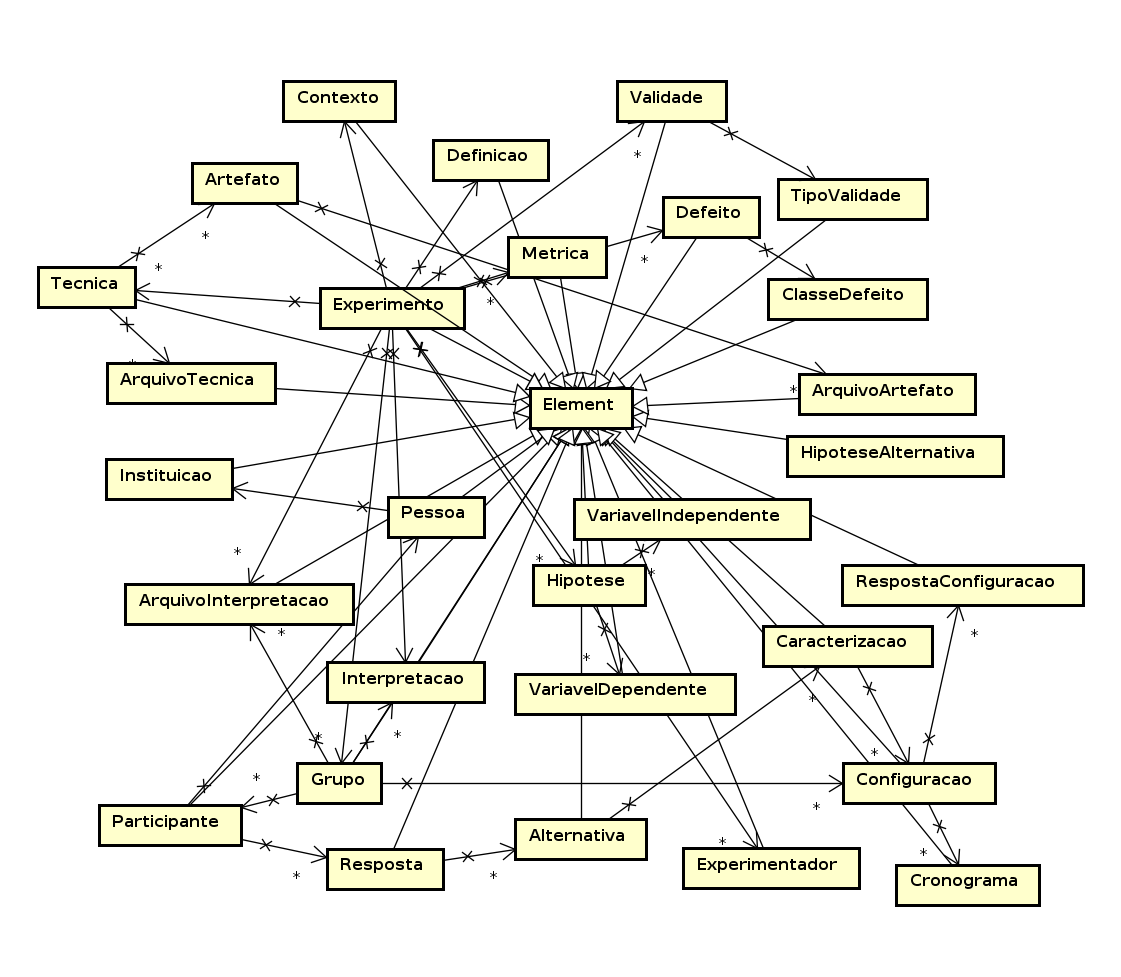 Contexto
Validade
Definicao
Artefato
TipoValidade
Defeito
*
*
Metrica
*
*
Tecnica
ClasseDefeito
Experimento
*
*
ArquivoTecnica
ArquivoArtefato
*
Element
HipoteseAlternativa
Instituicao
Pessoa
VariavelIndependente
*
*
Hipotese
*
RespostaConfiguracao
ArquivoInterpretacao
*
*
Caracterizacao
*
Interpretacao
VariavelDependente
*
*
*
*
Grupo
*
Configuracao
*
Participante
Alternativa
*
*
Resposta
*
*
Experimentador
Cronograma